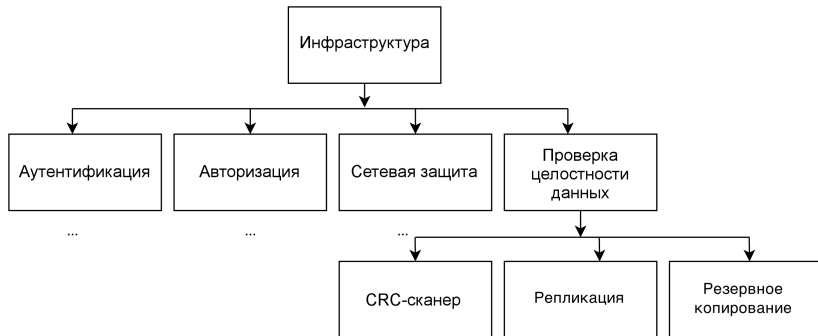 Инфраструктура
Аутентификация
Авторизация
Сетевая защита
Проверка
целостности
данных
...
...
...
CRC-сканер
Репликация
Резервное
копирование